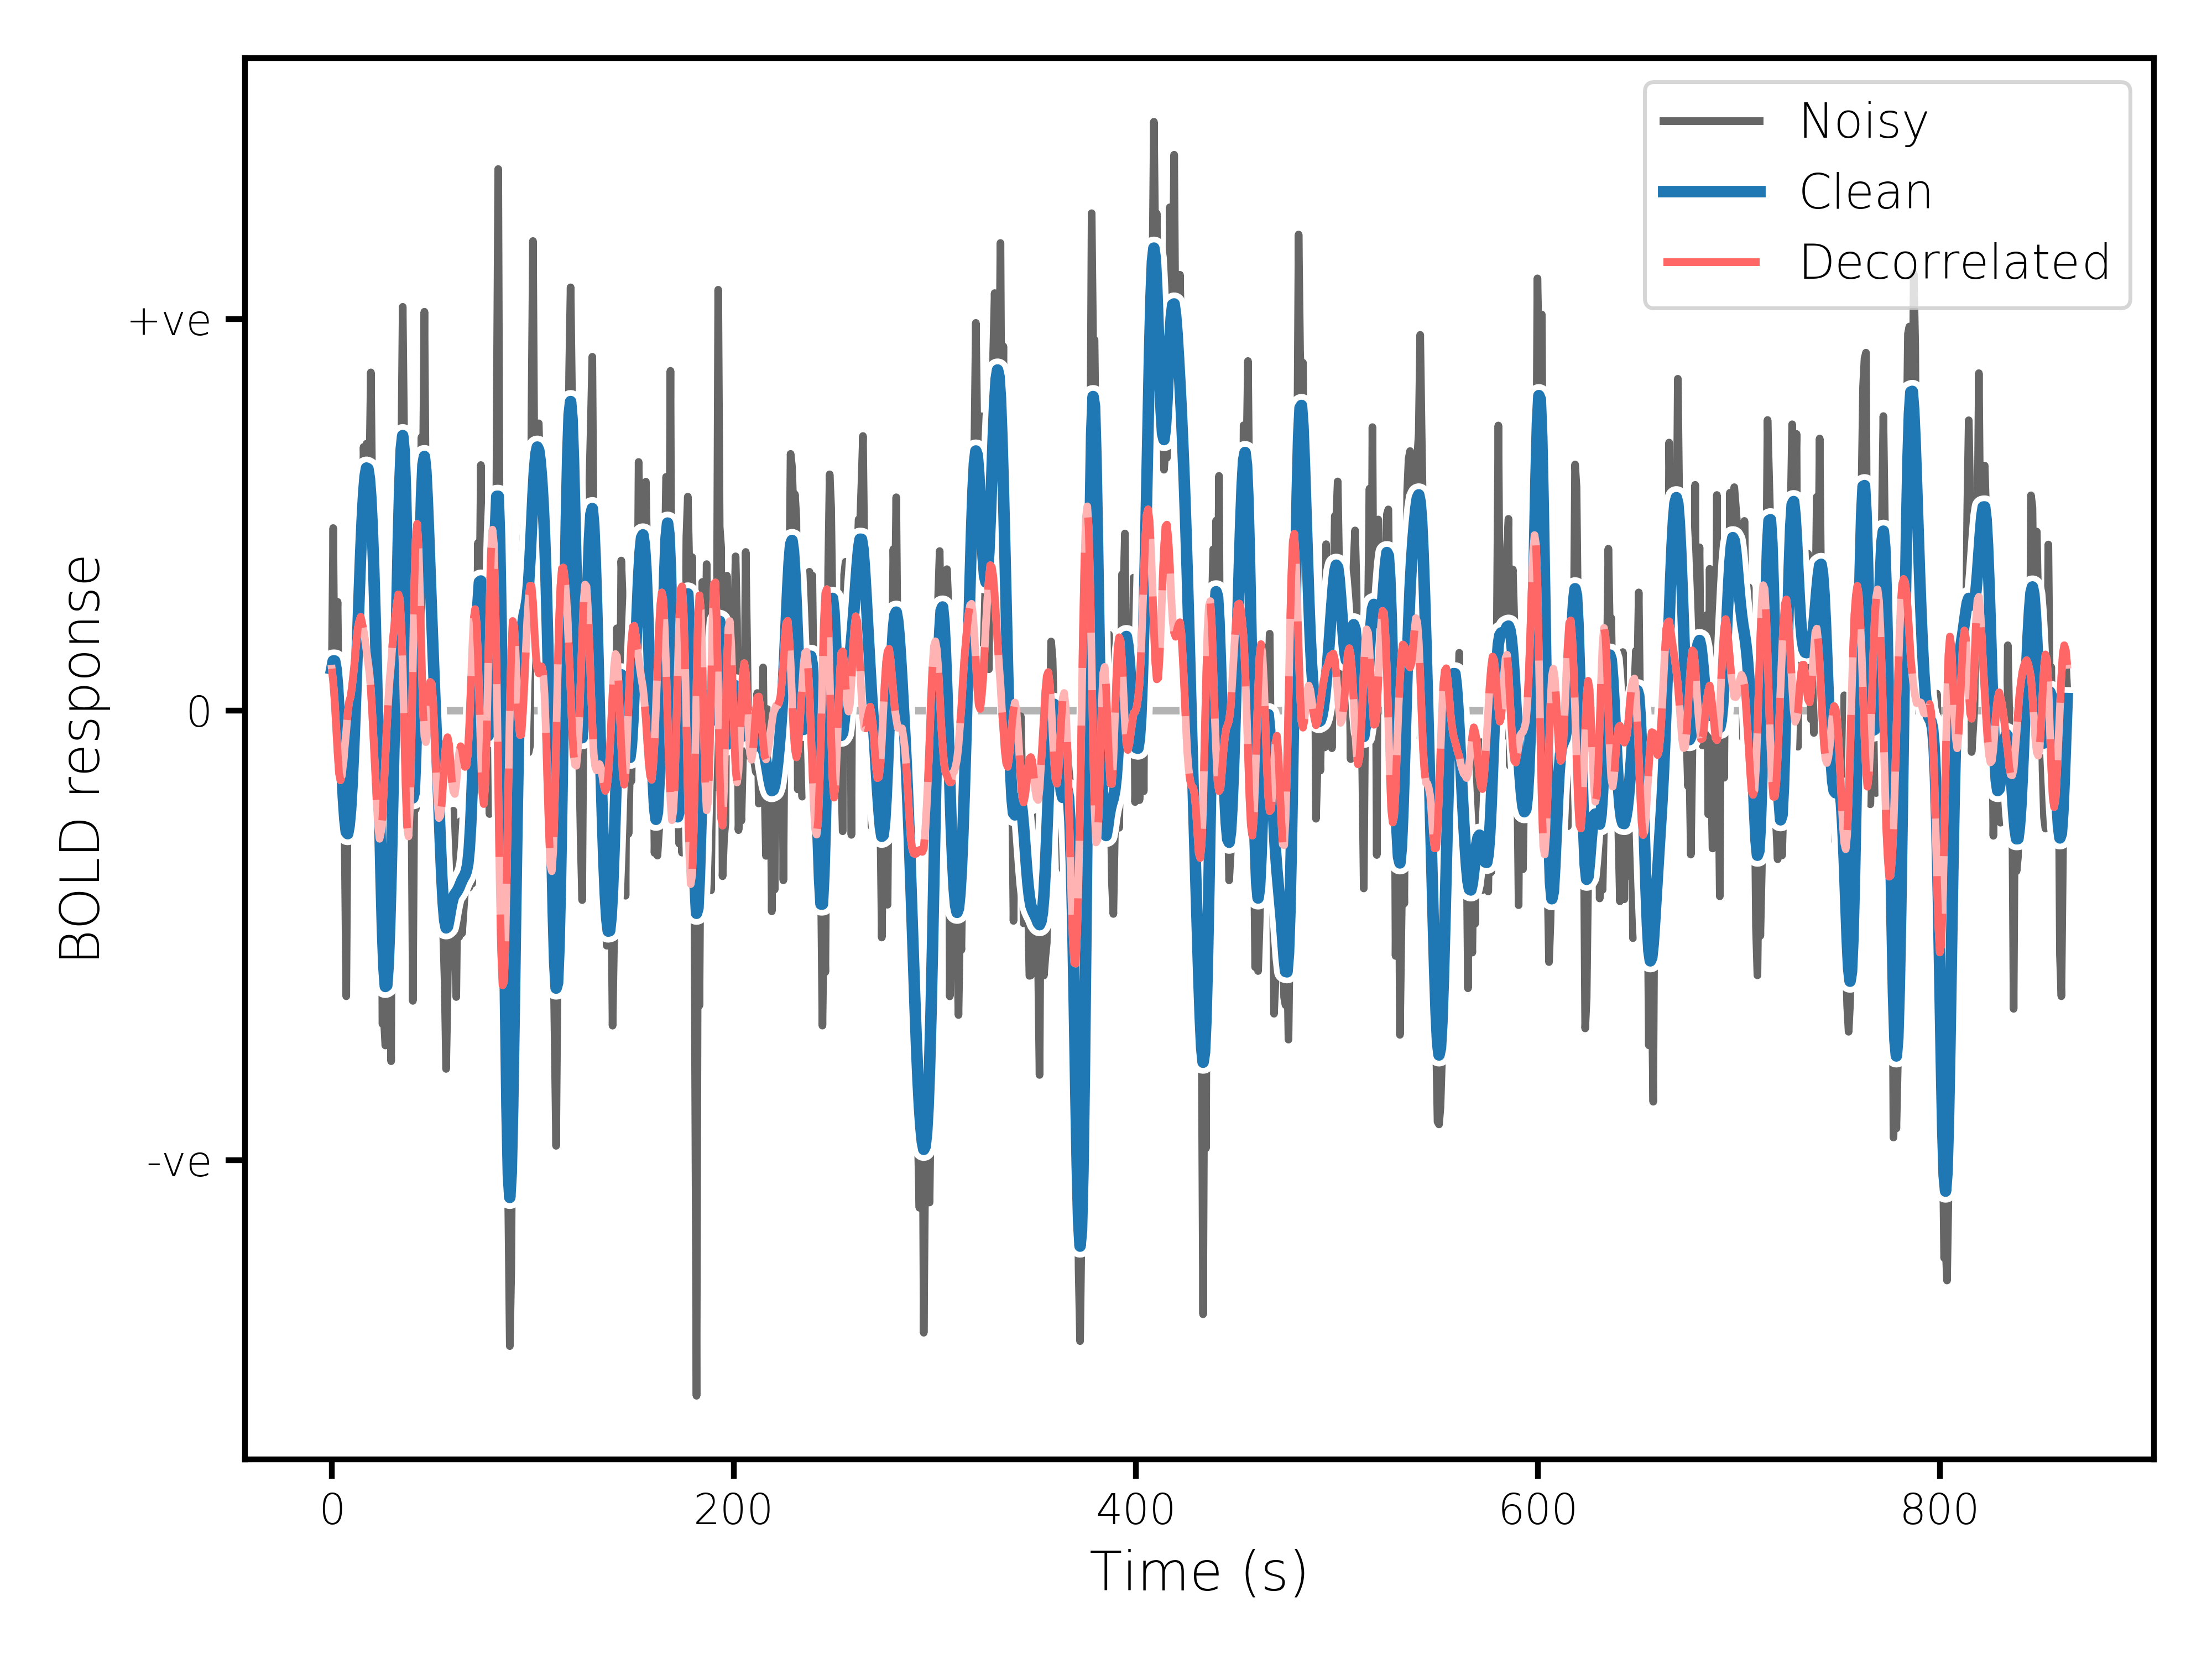 Noisy
Clean
Decorrelated
BOLD response
+ve
0
-ve
0 200 400 600 800
Time (s)